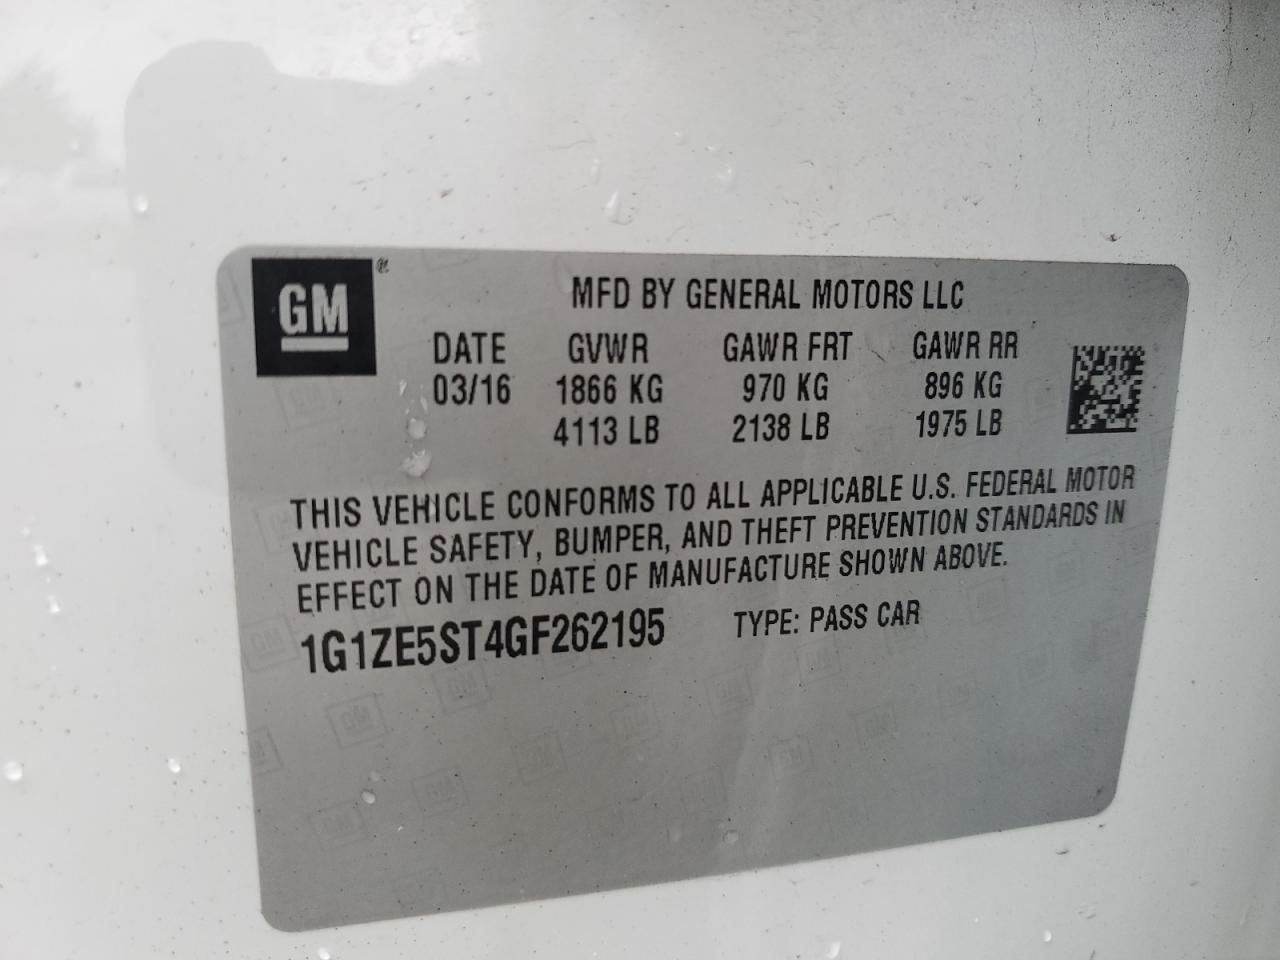 GM ®
MFD BY GENERAL MOTORS LLC
DATE GVWR GAWR FRT GAWR RR
03/16 1866 KG 970 KG 896 KG
4113 LB 2138 LB 1975 LB
THIS VEHICLE CONFORMS TO ALL APPLICABLE U.S. FEDERAL MOTOR
VEHICLE SAFETY, BUMPER, AND THEFT PREVENTION STANDARDS IN
EFFECT ON THE DATE OF MANUFACTURE SHOWN ABOVE.
1G1ZE5ST4GF262195 TYPE: PASS CAR